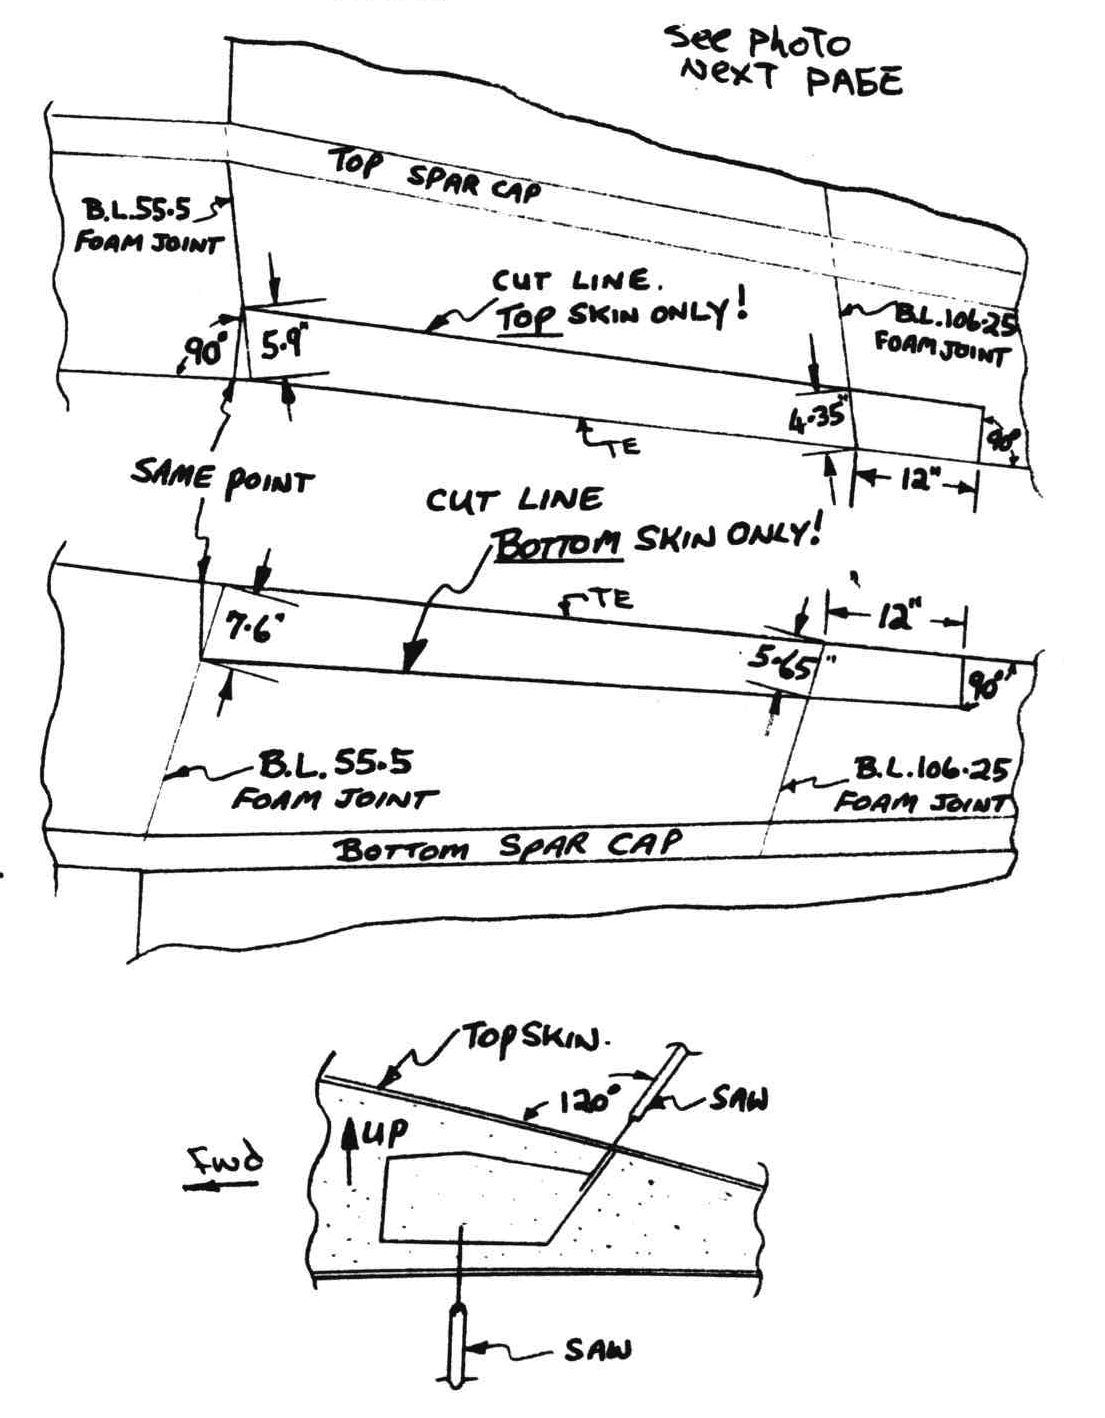 See PHOTO
NEXT PAGE
TOP SPAR CAP
B.L.55.5
FOAM JOINT
CUT LINE.
TOP SKIN ONLY!
B.L.106.25
FOAM JOINT
90°
5.9"
4.35"
90°
TE
12"
SAME POINT
CUT LINE
BOTTOM SKIN ONLY!
TE
12"
7.6"
5.65"
90°
B.L. 55.5
FOAM JOINT
B.L.106.25
FOAM JOINT
BOTTOM SPAR CAP
TOP SKIN.
120°
SAW
UP
Fwd
SAW